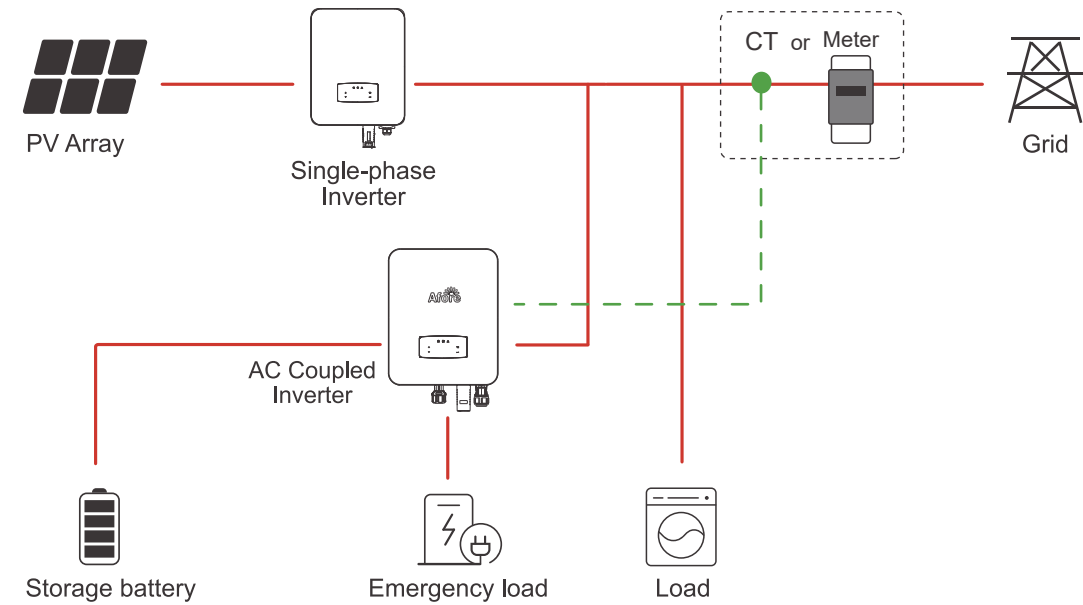 CT or Meter
PV Array
Grid
Single-phase
Inverter
Afore
AC Coupled
Inverter
Storage battery
Emergency load
Load